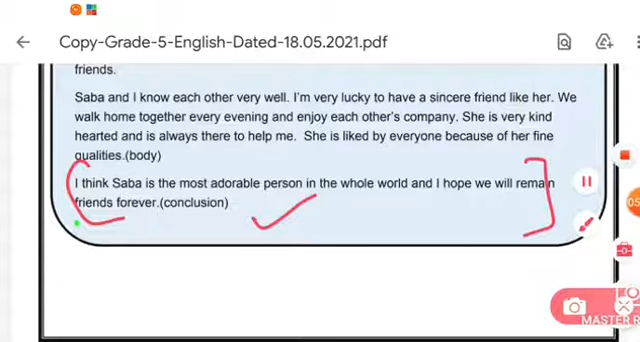 Copy-Grade-5-English-Dated-18.05.2021.pdf
friends.
Saba and I know each other very well. I'm very lucky to have a sincere friend like her. We
walk home together every evening and enjoy each other's company. She is very kind
hearted and is always there to help me. She is liked by everyone because of her fine
qualities.(body)
I think Saba is the most adorable person in the whole world and I hope we will remain
friends forever.(conclusion)